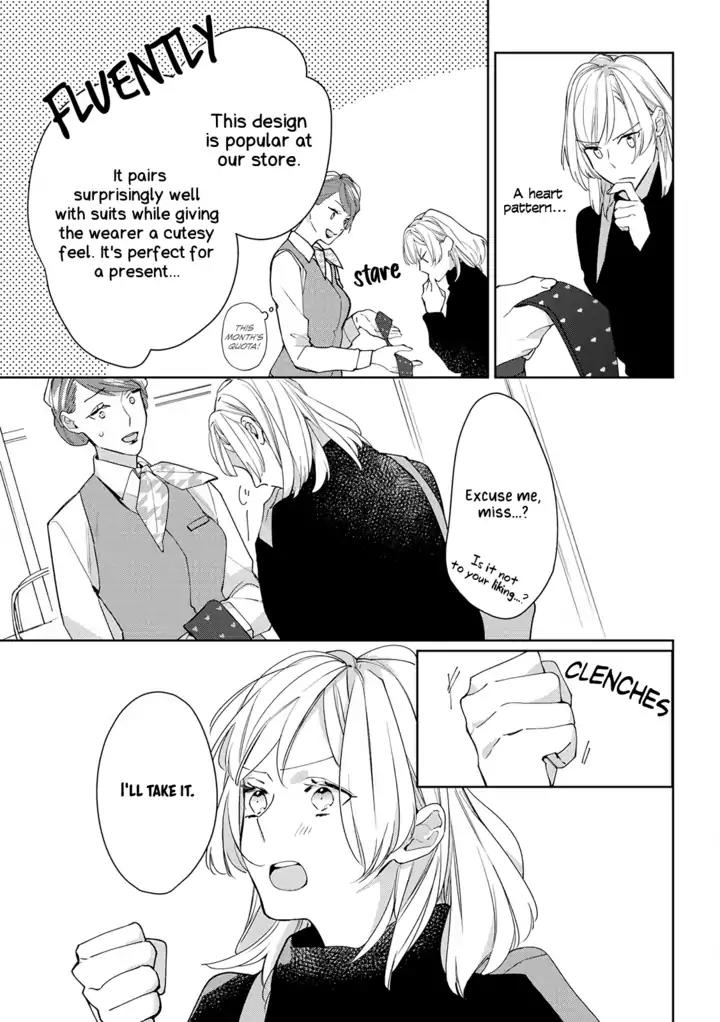 A heart
pattern...
FLUENTLY
This design
is popular at
our store.
It pairs
surprisingly well
with suits while giving
the wearer a cutesy
feel. It's perfect for
a present...
stare
THIS
MONTH'S
QUOTA!
Excuse me,
miss...?
Is it not
to your liking...?
CLENCHES
I'LL TAKE IT.